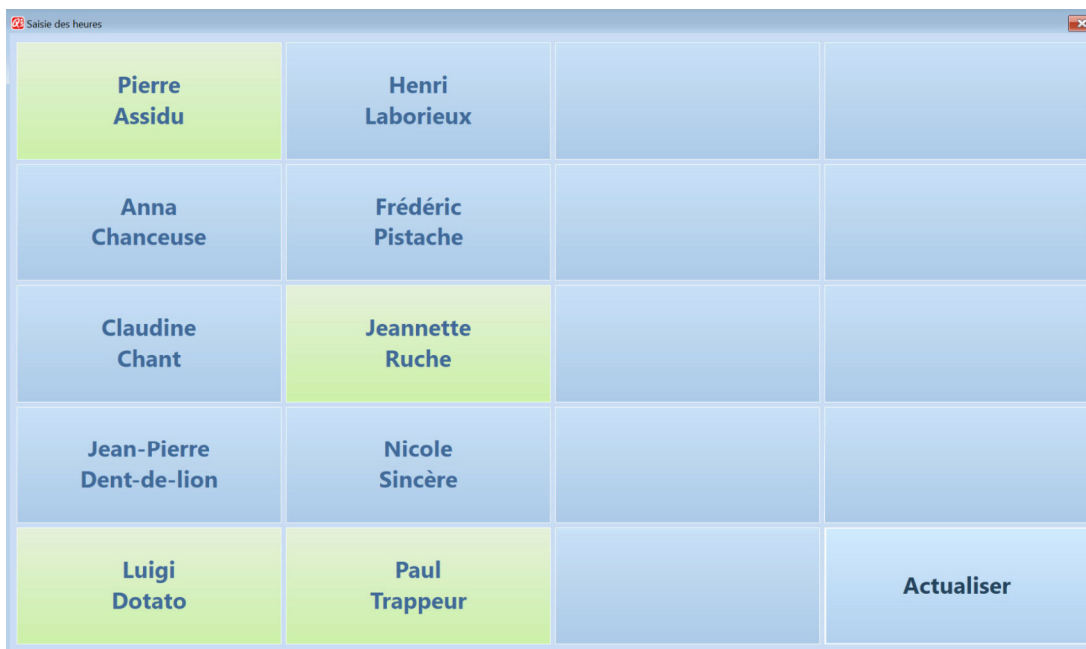 Saisie des heures
Pierre
Assidu
Henri
Laborieux
Anna
Chanceuse
Frédéric
Pistache
Claudine
Chant
Jeannette
Ruche
Jean-Pierre
Dent-de-lion
Nicole
Sincère
Luigi
Dotato
Paul
Trappeur
Actualiser